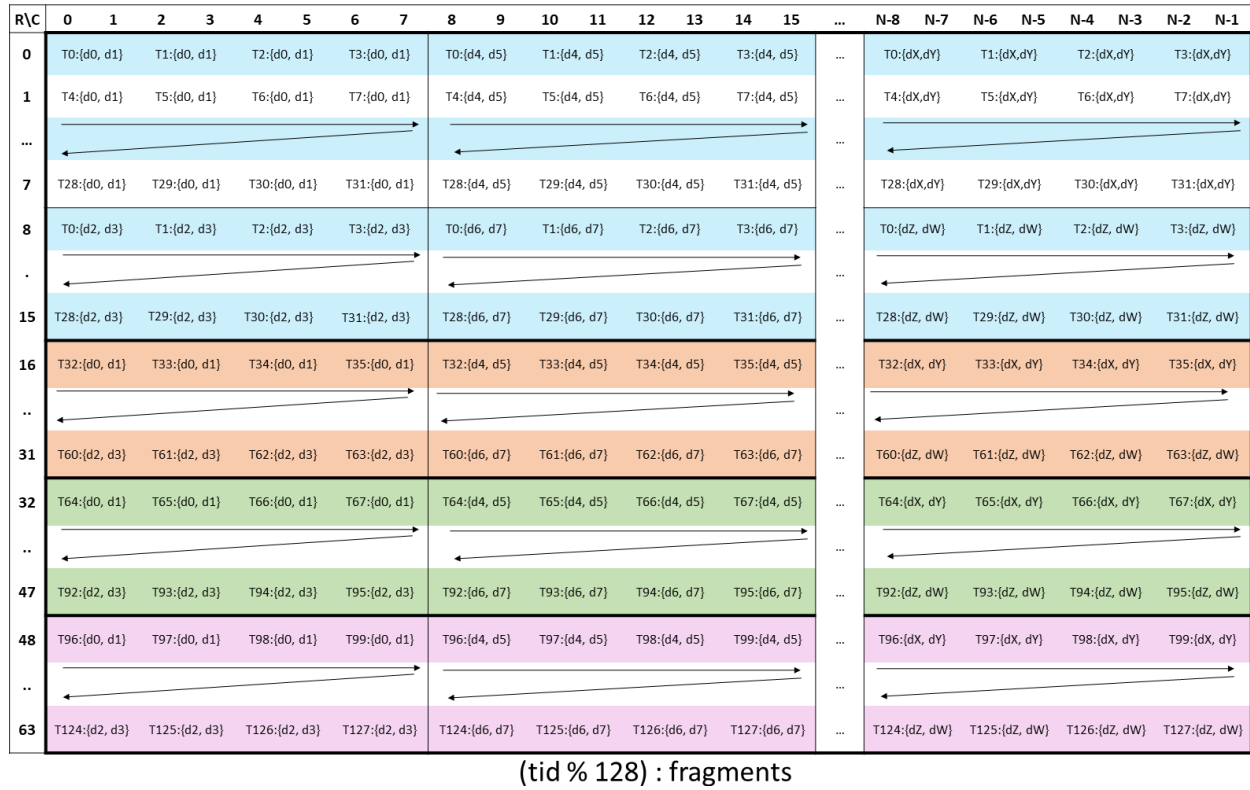 R\C 0 1 2 3 4 5 6 7 8 9 10 11 12 13 14 15 ... N-8 N-7 N-6 N-5 N-4 N-3 N-2 N-1
0 T0:{d0, d1} T1:{d0, d1} T2:{d0, d1} T3:{d0, d1} T0:{d4, d5} T1:{d4, d5} T2:{d4, d5} T3:{d4, d5} ... T0:{dX,dY} T1:{dX,dY} T2:{dX,dY} T3:{dX,dY}
1 T4:{d0, d1} T5:{d0, d1} T6:{d0, d1} T7:{d0, d1} T4:{d4, d5} T5:{d4, d5} T6:{d4, d5} T7:{d4, d5} ... T4:{dX,dY} T5:{dX,dY} T6:{dX,dY} T7:{dX,dY}
... ...
7 T28:{d0, d1} T29:{d0, d1} T30:{d0, d1} T31:{d0, d1} T28:{d4, d5} T29:{d4, d5} T30:{d4, d5} T31:{d4, d5} ... T28:{dX,dY} T29:{dX,dY} T30:{dX,dY} T31:{dX,dY}
8 T0:{d2, d3} T1:{d2, d3} T2:{d2, d3} T3:{d2, d3} T0:{d6, d7} T1:{d6, d7} T2:{d6, d7} T3:{d6, d7} ... T0:{dZ, dW} T1:{dZ, dW} T2:{dZ, dW} T3:{dZ, dW}
. ...
15 T28:{d2, d3} T29:{d2, d3} T30:{d2, d3} T31:{d2, d3} T28:{d6, d7} T29:{d6, d7} T30:{d6, d7} T31:{d6, d7} ... T28:{dZ, dW} T29:{dZ, dW} T30:{dZ, dW} T31:{dZ, dW}
16 T32:{d0, d1} T33:{d0, d1} T34:{d0, d1} T35:{d0, d1} T32:{d4, d5} T33:{d4, d5} T34:{d4, d5} T35:{d4, d5} ... T32:{dX, dY} T33:{dX, dY} T34:{dX, dY} T35:{dX, dY}
.. ...
31 T60:{d2, d3} T61:{d2, d3} T62:{d2, d3} T63:{d2, d3} T60:{d6, d7} T61:{d6, d7} T62:{d6, d7} T63:{d6, d7} ... T60:{dZ, dW} T61:{dZ, dW} T62:{dZ, dW} T63:{dZ, dW}
32 T64:{d0, d1} T65:{d0, d1} T66:{d0, d1} T67:{d0, d1} T64:{d4, d5} T65:{d4, d5} T66:{d4, d5} T67:{d4, d5} ... T64:{dX, dY} T65:{dX, dY} T66:{dX, dY} T67:{dX, dY}
.. ...
47 T92:{d2, d3} T93:{d2, d3} T94:{d2, d3} T95:{d2, d3} T92:{d6, d7} T93:{d6, d7} T94:{d6, d7} T95:{d6, d7} ... T92:{dZ, dW} T93:{dZ, dW} T94:{dZ, dW} T95:{dZ, dW}
48 T96:{d0, d1} T97:{d0, d1} T98:{d0, d1} T99:{d0, d1} T96:{d4, d5} T97:{d4, d5} T98:{d4, d5} T99:{d4, d5} ... T96:{dX, dY} T97:{dX, dY} T98:{dX, dY} T99:{dX, dY}
.. ...
63 T124:{d2, d3} T125:{d2, d3} T126:{d2, d3} T127:{d2, d3} T124:{d6, d7} T125:{d6, d7} T126:{d6, d7} T127:{d6, d7} ... T124:{dZ, dW} T125:{dZ, dW} T126:{dZ, dW} T127:{dZ, dW}
(tid % 128) : fragments